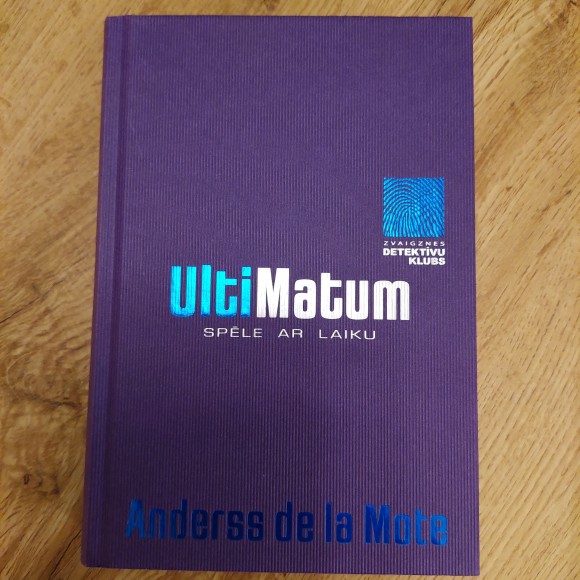 ZVAIGZNES
DETEKTĪVU
KLUBS
UltiMatum
SPĒLE AR LAIKU
Anderss de la Mote